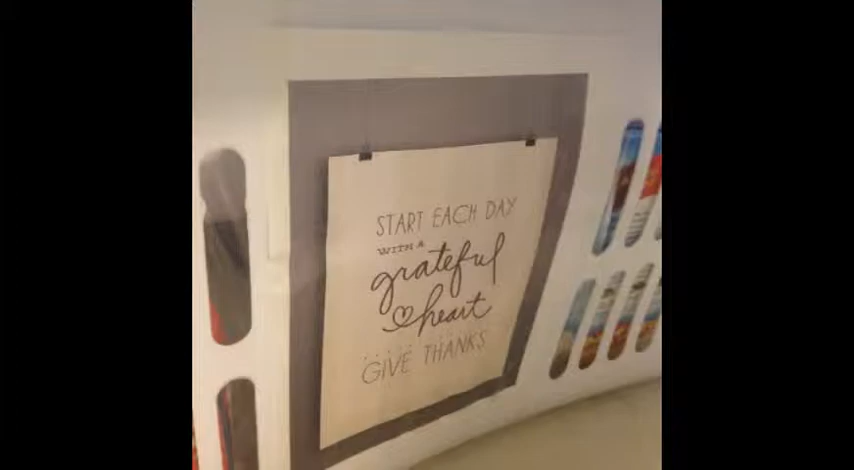 START EACH DAY
WITH A
grateful
heart
GIVE THANKS